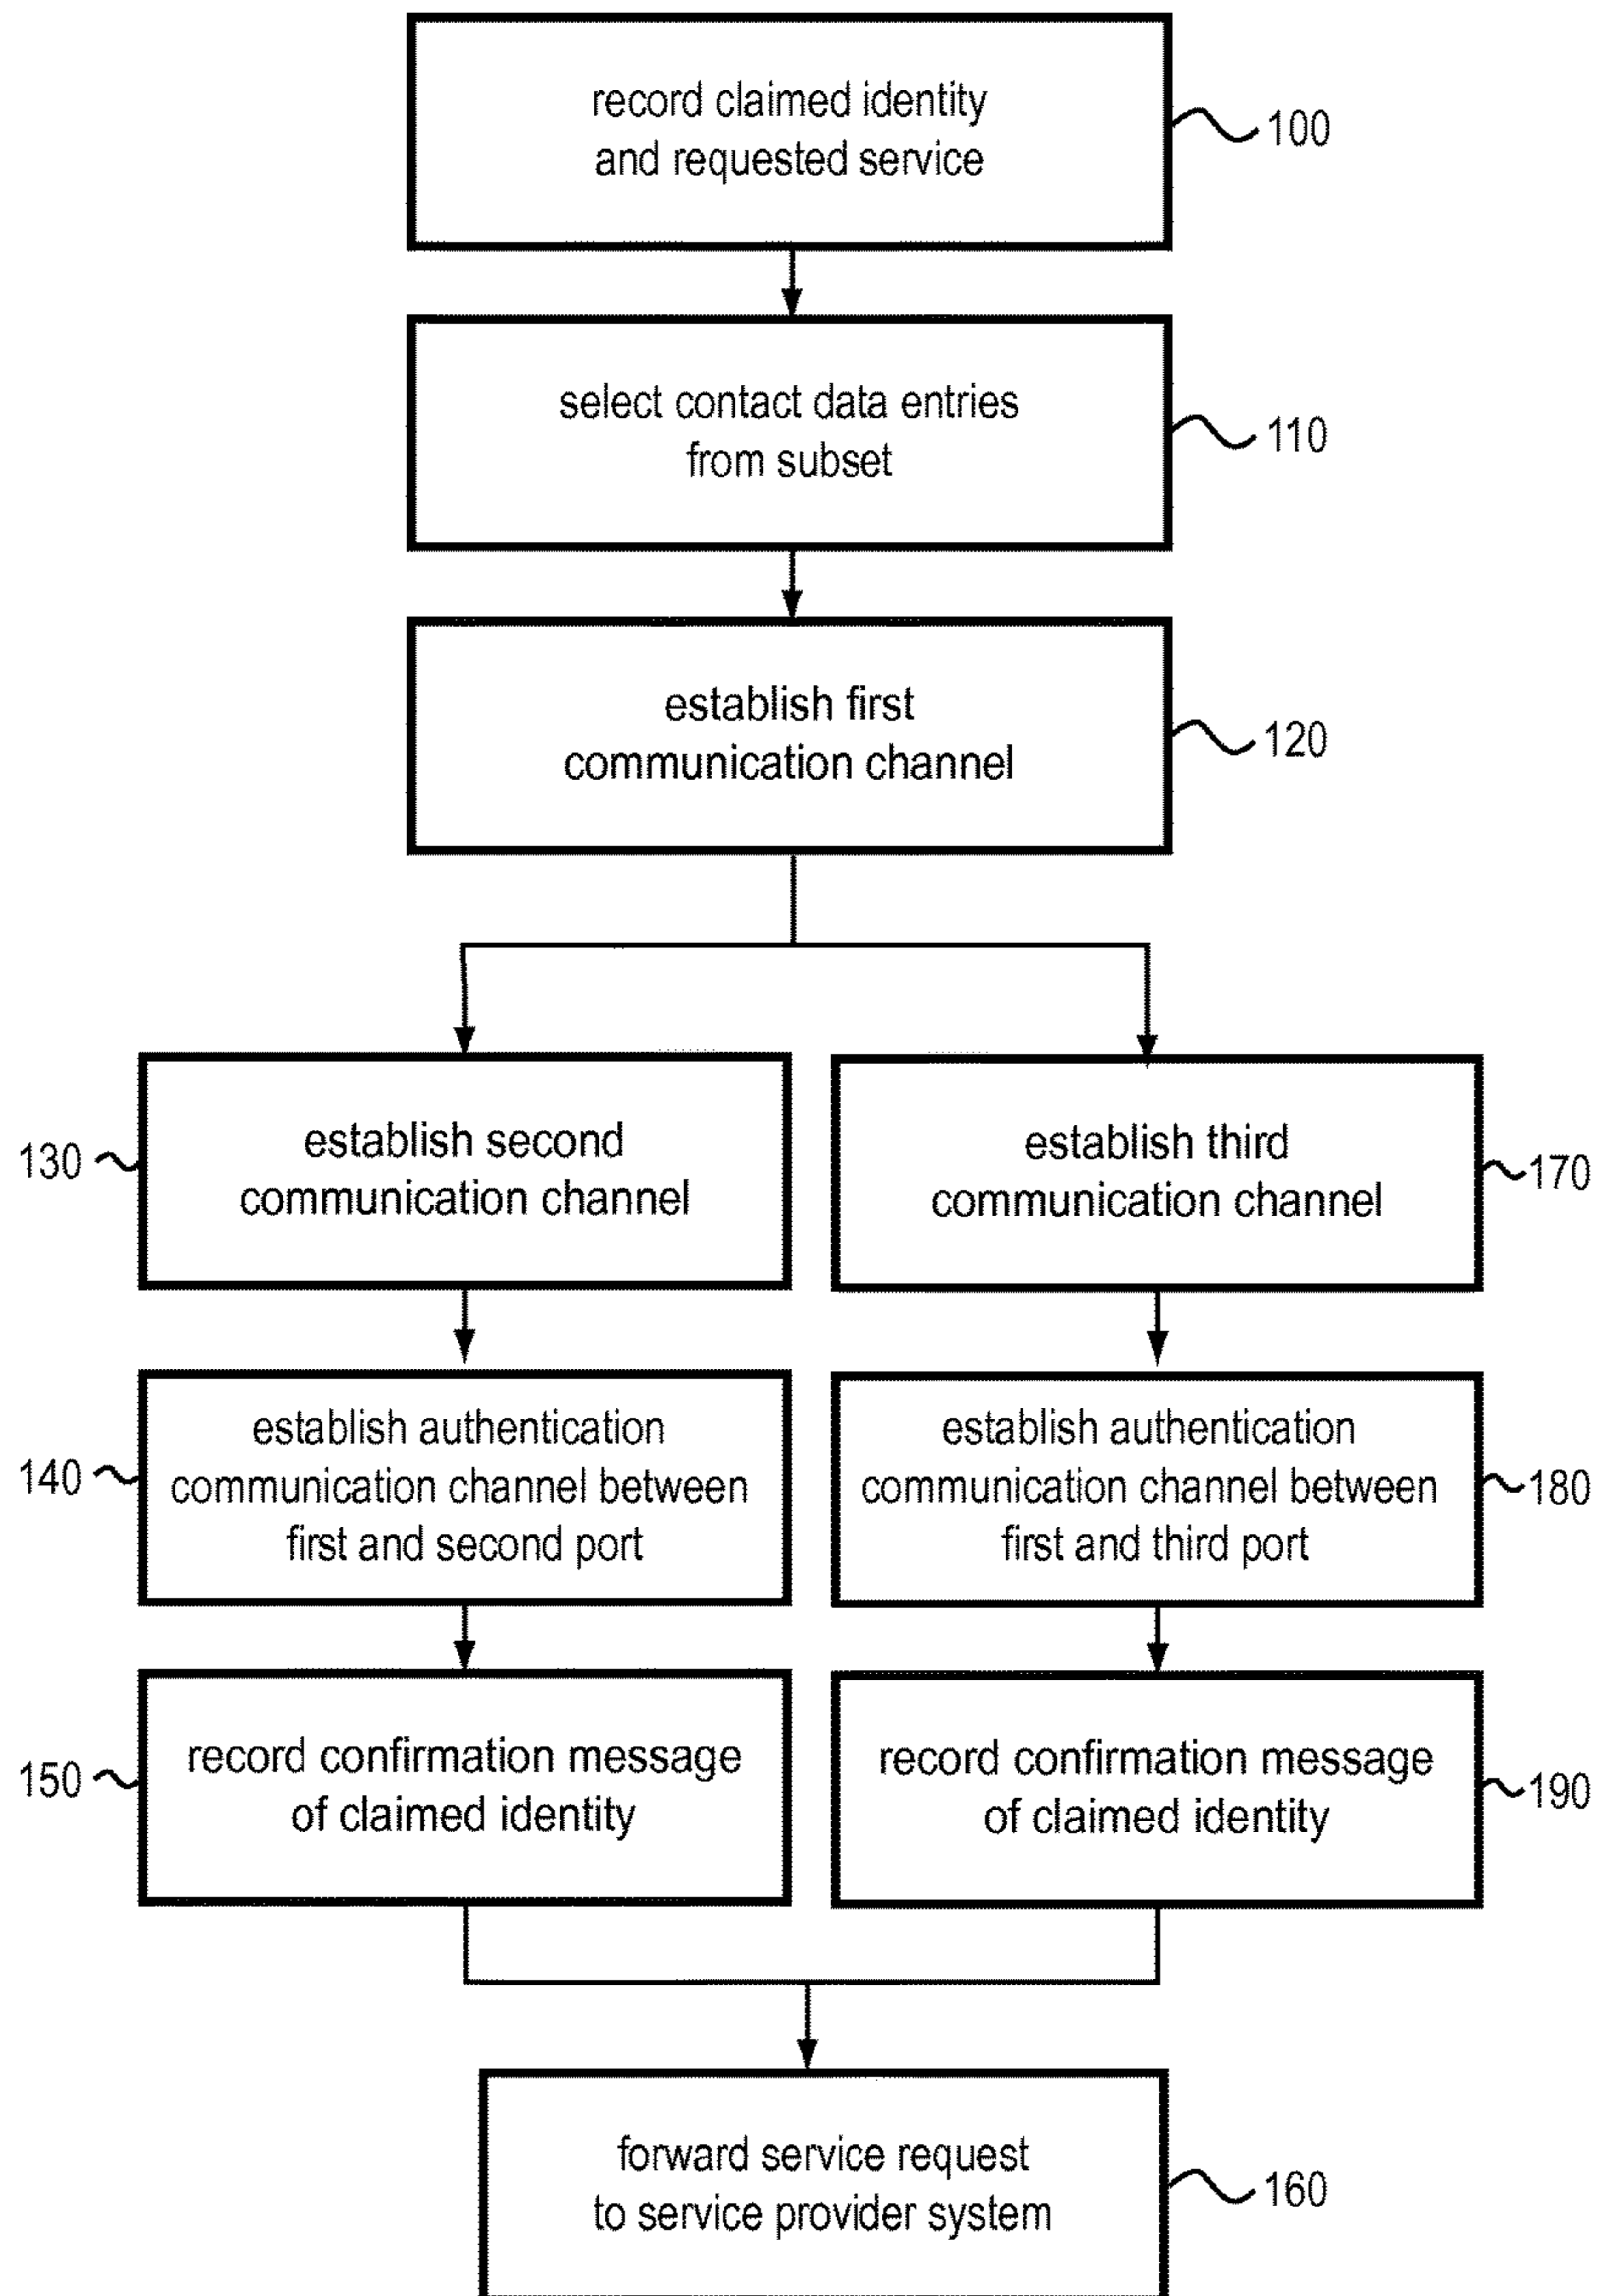 record claimed identity
and requested service
100
select contact data entries
from subset
110
establish first
communication channel
120
130
establish second
communication channel
establish third
communication channel
170
140
establish authentication
communication channel between
first and second port
establish authentication
communication channel between
first and third port
180
150
record confirmation message
of claimed identity
record confirmation message
of claimed identity
190
forward service request
to service provider system
160